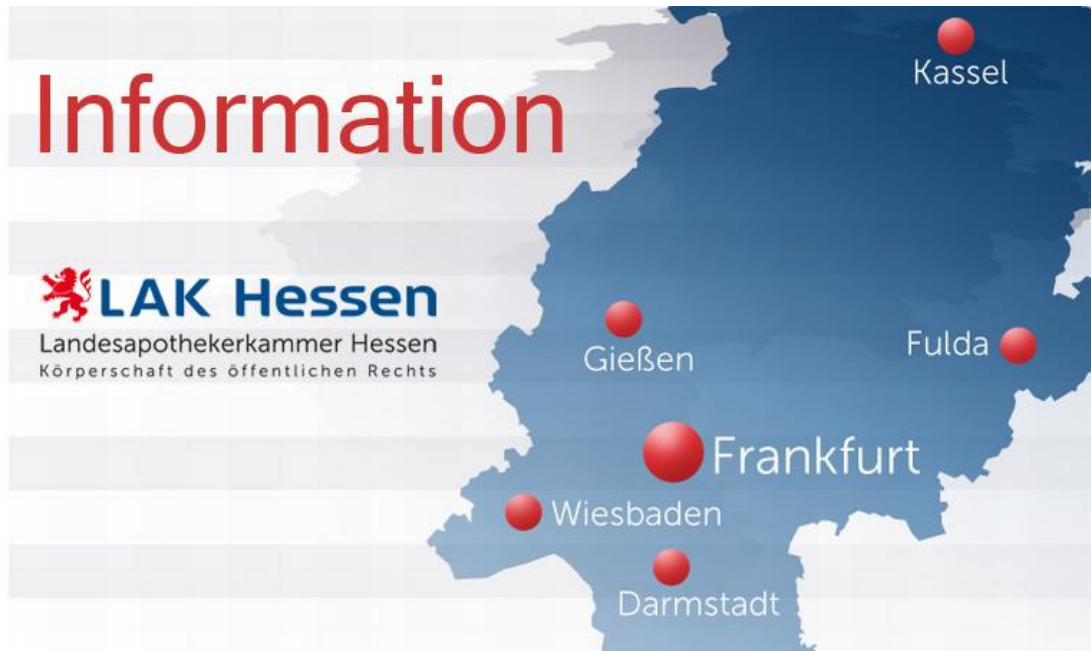 Information
LAK Hessen
Landesapothekerkammer Hessen
Körperschaft des öffentlichen Rechts
Kassel
Gießen
Fulda
Frankfurt
Wiesbaden
Darmstadt